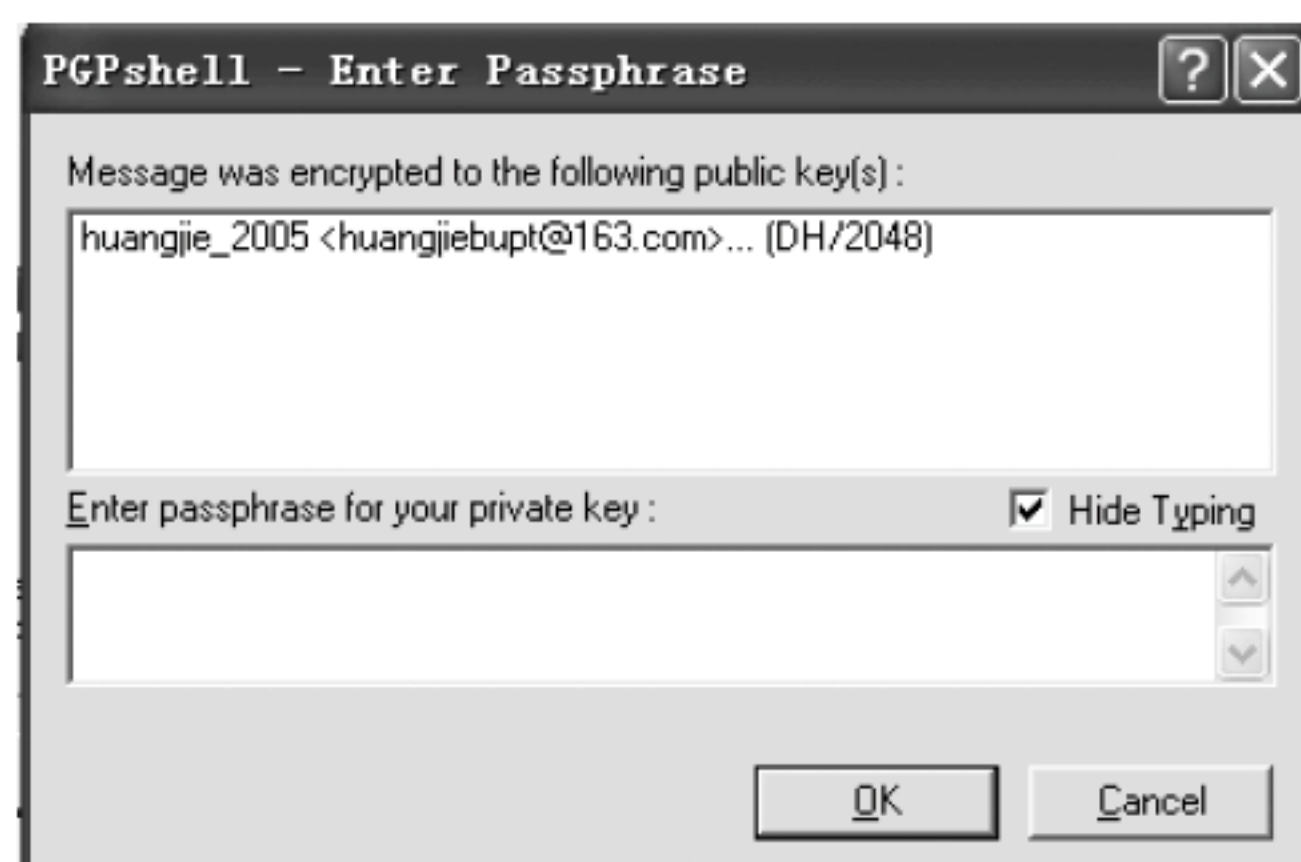 PGPshell - Enter Passphrase
Message was encrypted to the following public key(s) :
huangjie_2005 <huangjiebupt@163.com>... (DH/2048)
Enter passphrase for your private key :
Hide Typing
OK
Cancel